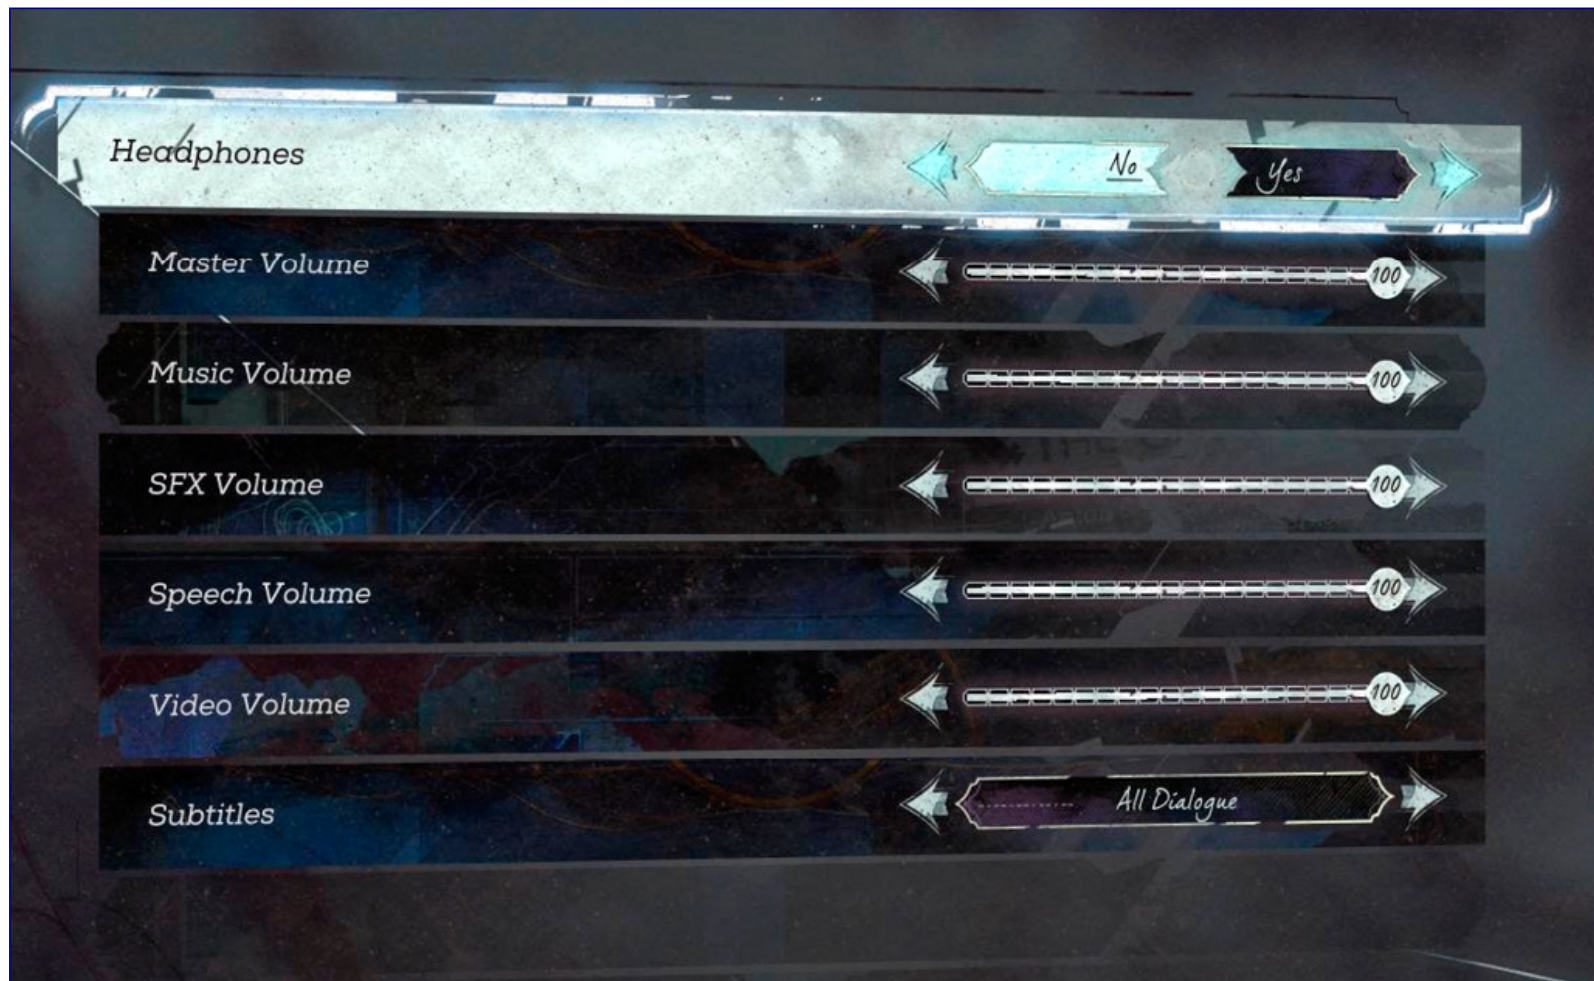 Headphones No Yes
Master Volume 100
Music Volume 100
SFX Volume 100
Speech Volume 100
Video Volume 100
Subtitles All Dialogue